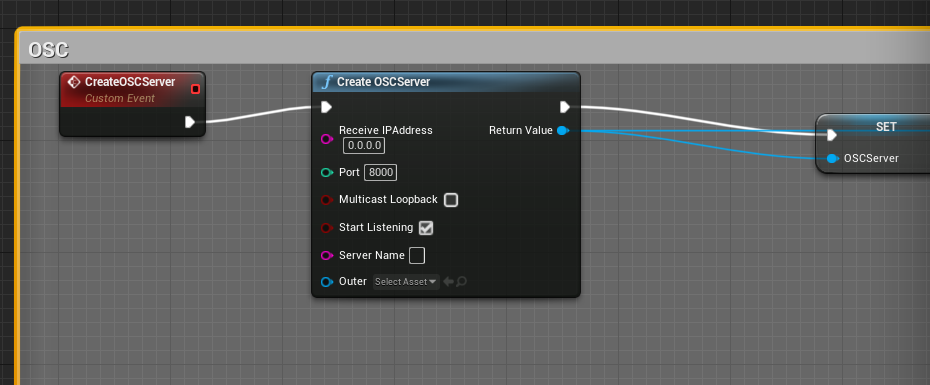 OSC
CreateOSCServer
Custom Event
Create OSCServer
Receive IPAddress
0.0.0.0
Return Value
Port 8000
Multicast Loopback
Start Listening
Server Name
Outer Select Asset
SET
OSCServer